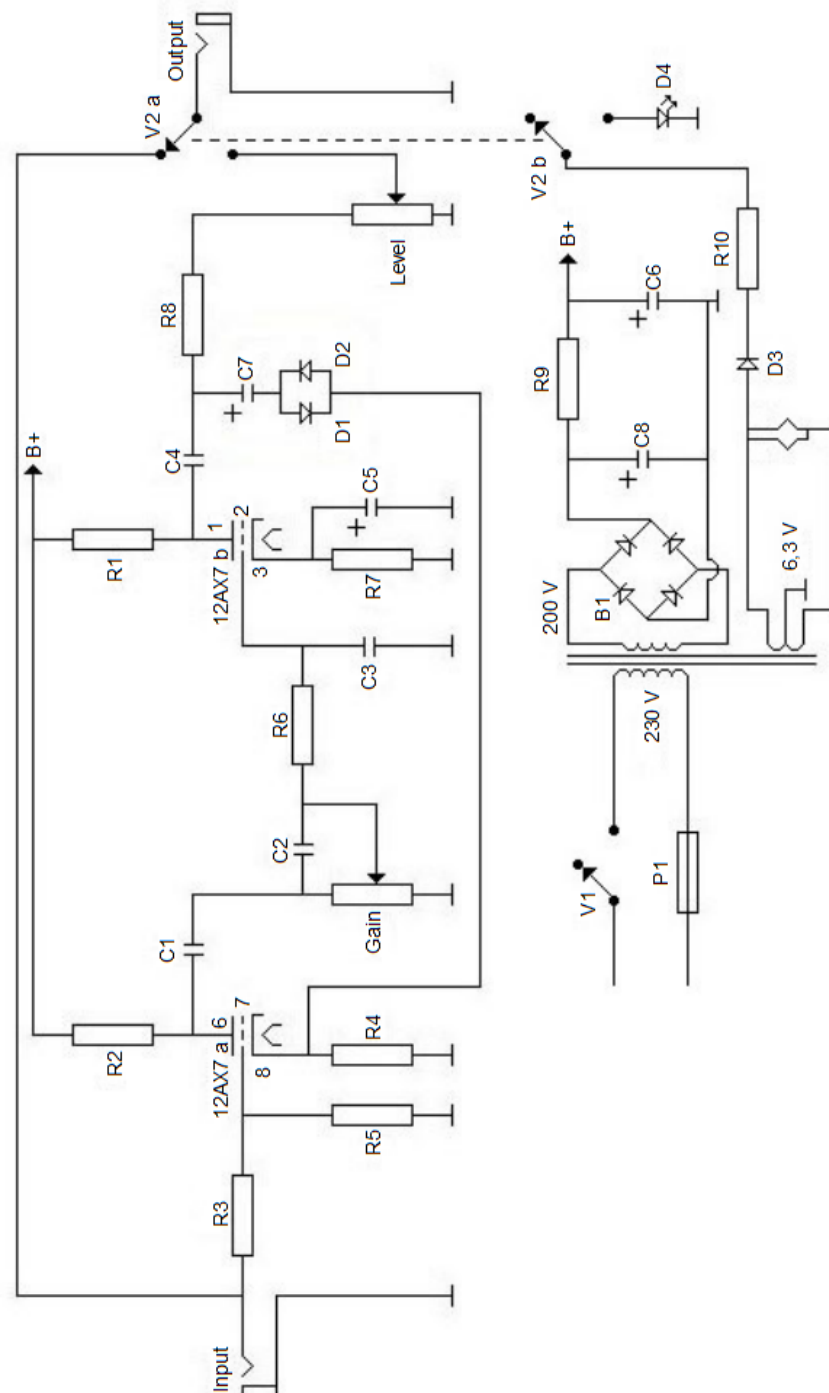 Input
R3
R5
R4
R2
12AX7 a
6
7
8
C1
Gain
C2
R6
C3
R1
12AX7 b
1
2
3
R7
C5
+
B+
C4
C7
+
D1
D2
R8
Level
V2 a
Output
V1
P1
230 V
200 V
6,3 V
B1
C8
+
R9
C6
+
B+
D3
R10
V2 b
D4